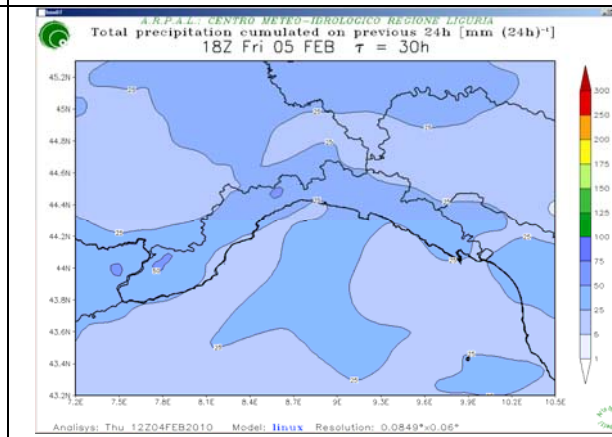 A.R.P.A.L.: CENTRO METEO-IDROLOGICO REGIONE LIGURIA
Total precipitation cumulated on previous 24h [mm (24h)⁻¹]
18Z Fri 05 FEB τ = 30h
45.2N
45N
44.8N
44.6N
44.4N
44.2N
44N
43.8N
43.6N
43.4N
43.2N
7.2E 7.5E 7.8E 8.1E 8.4E 8.7E 9E 9.3E 9.6E 9.9E 10.2E 10.5E
300
250
200
175
150
125
100
75
50
25
5
1
Analisys: Thu 12Z04FEB2010 Model: linux Resolution: 0.0849°x0.06°